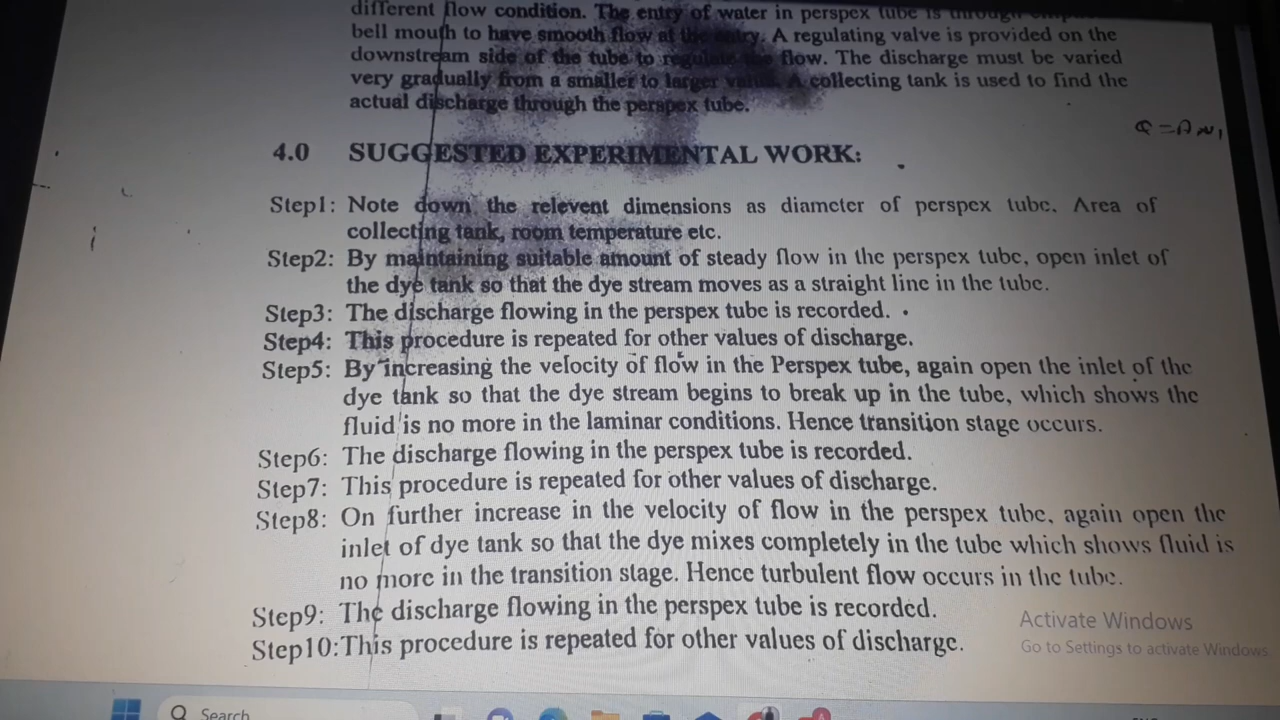 different flow condition. The entry of water in perspex tube is through
bell mouth to have smooth flow at the entry. A regulating valve is provided on the
downstream side of the tube to regulate the flow. The discharge must be varied
very gradually from a smaller to larger value. A collecting tank is used to find the
actual discharge through the perspex tube.
4.0 SUGGESTED EXPERIMENTAL WORK:
Step1: Note down the relevent dimensions as diameter of perspex tube. Area of
collecting tank, room temperature etc.
Step2: By maintaining suitable amount of steady flow in the perspex tube, open inlet of
the dye tank so that the dye stream moves as a straight line in the tube.
Step3: The discharge flowing in the perspex tube is recorded.
Step4: This procedure is repeated for other values of discharge.
Step5: By increasing the velocity of flow in the Perspex tube, again open the inlet of the
dye tank so that the dye stream begins to break up in the tube, which shows the
fluid is no more in the laminar conditions. Hence transition stage occurs.
Step6: The discharge flowing in the perspex tube is recorded.
Step7: This procedure is repeated for other values of discharge.
Step8: On further increase in the velocity of flow in the perspex tube, again open the
inlet of dye tank so that the dye mixes completely in the tube which shows fluid is
no more in the transition stage. Hence turbulent flow occurs in the tube.
Step9: The discharge flowing in the perspex tube is recorded.
Step10:This procedure is repeated for other values of discharge.
Activate Windows
Go to Settings to activate Windows.
Search